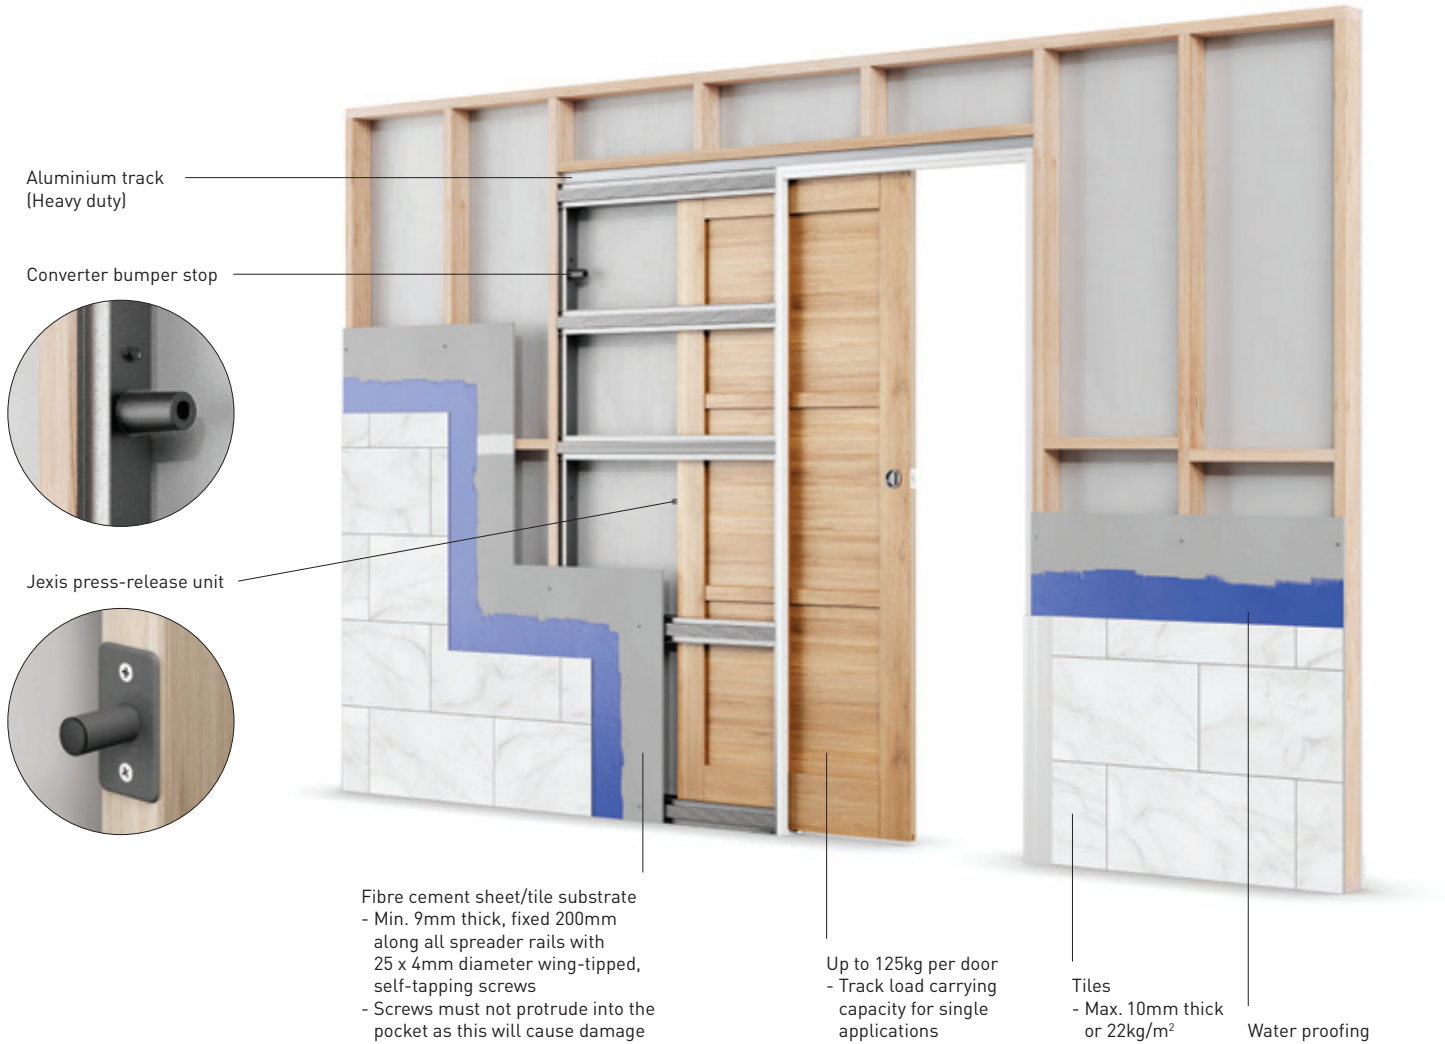 Aluminium track
(Heavy duty)
Converter bumper stop
Jexis press-release unit
Fibre cement sheet/tile substrate
- Min. 9mm thick, fixed 200mm
along all spreader rails with
25 x 4mm diameter wing-tipped,
self-tapping screws
- Screws must not protrude into the
pocket as this will cause damage
Up to 125kg per door
- Track load carrying
capacity for single
applications
Tiles
- Max. 10mm thick
or 22kg/m²
Water proofing